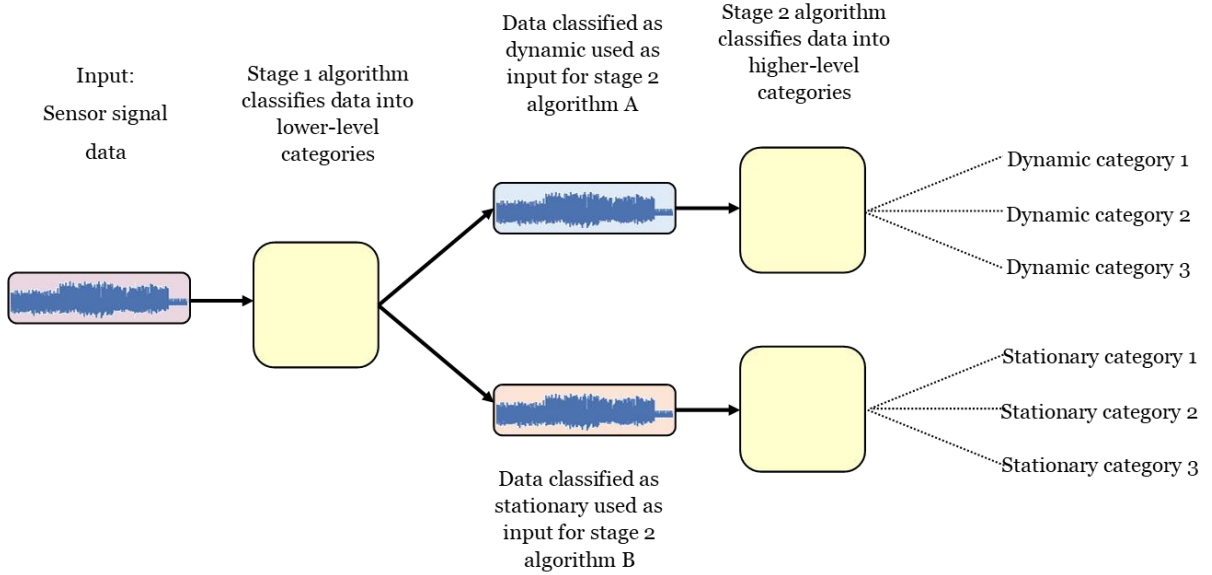 Input:
Sensor signal
data
Stage 1 algorithm
classifies data into
lower-level
categories
Data classified as
dynamic used as
input for stage 2
algorithm A
Stage 2 algorithm
classifies data into
higher-level
categories
Dynamic category 1
Dynamic category 2
Dynamic category 3
Stationary category 1
Stationary category 2
Stationary category 3
Data classified as
stationary used as
input for stage 2
algorithm B